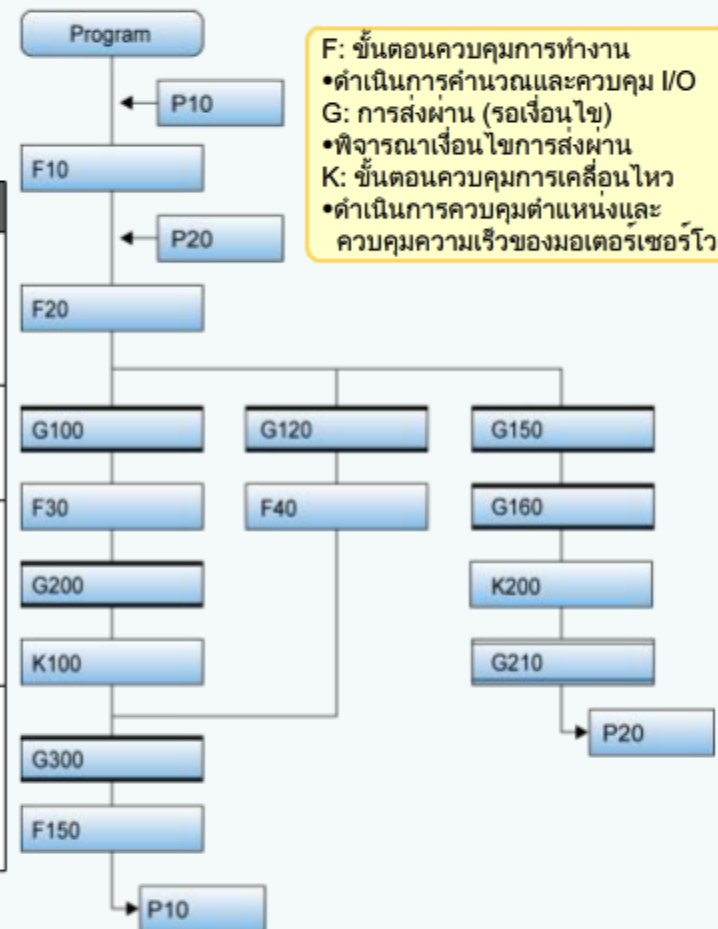 Program
P10
F10
P20
F20
G100
G120
G150
F30
F40
G160
G200
K200
K100
G210
P20
G300
F150
P10
F: ขั้นตอนควบคุมการทำงาน
•ดำเนินการคำนวณและควบคุม I/O
G: การส่งผ่าน (รอเงื่อนไข)
•พิจารณาเงื่อนไขการส่งผ่าน
K: ขั้นตอนควบคุมการเคลื่อนไหว
•ดำเนินการควบคุมตำแหน่งและ
ควบคุมความเร็วของมอเตอร์เซอร์โว